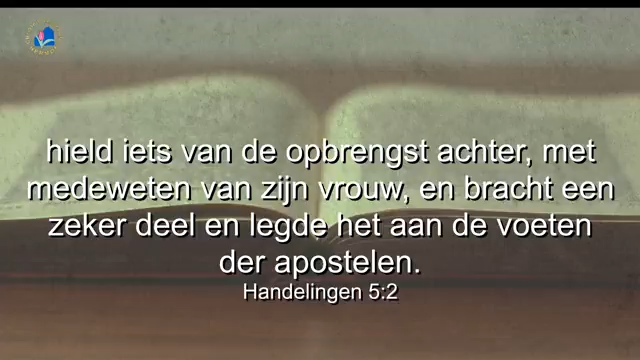 hield iets van de opbrengst achter, met
medeweten van zijn vrouw, en bracht een
zeker deel en legde het aan de voeten
der apostelen.
Handelingen 5:2